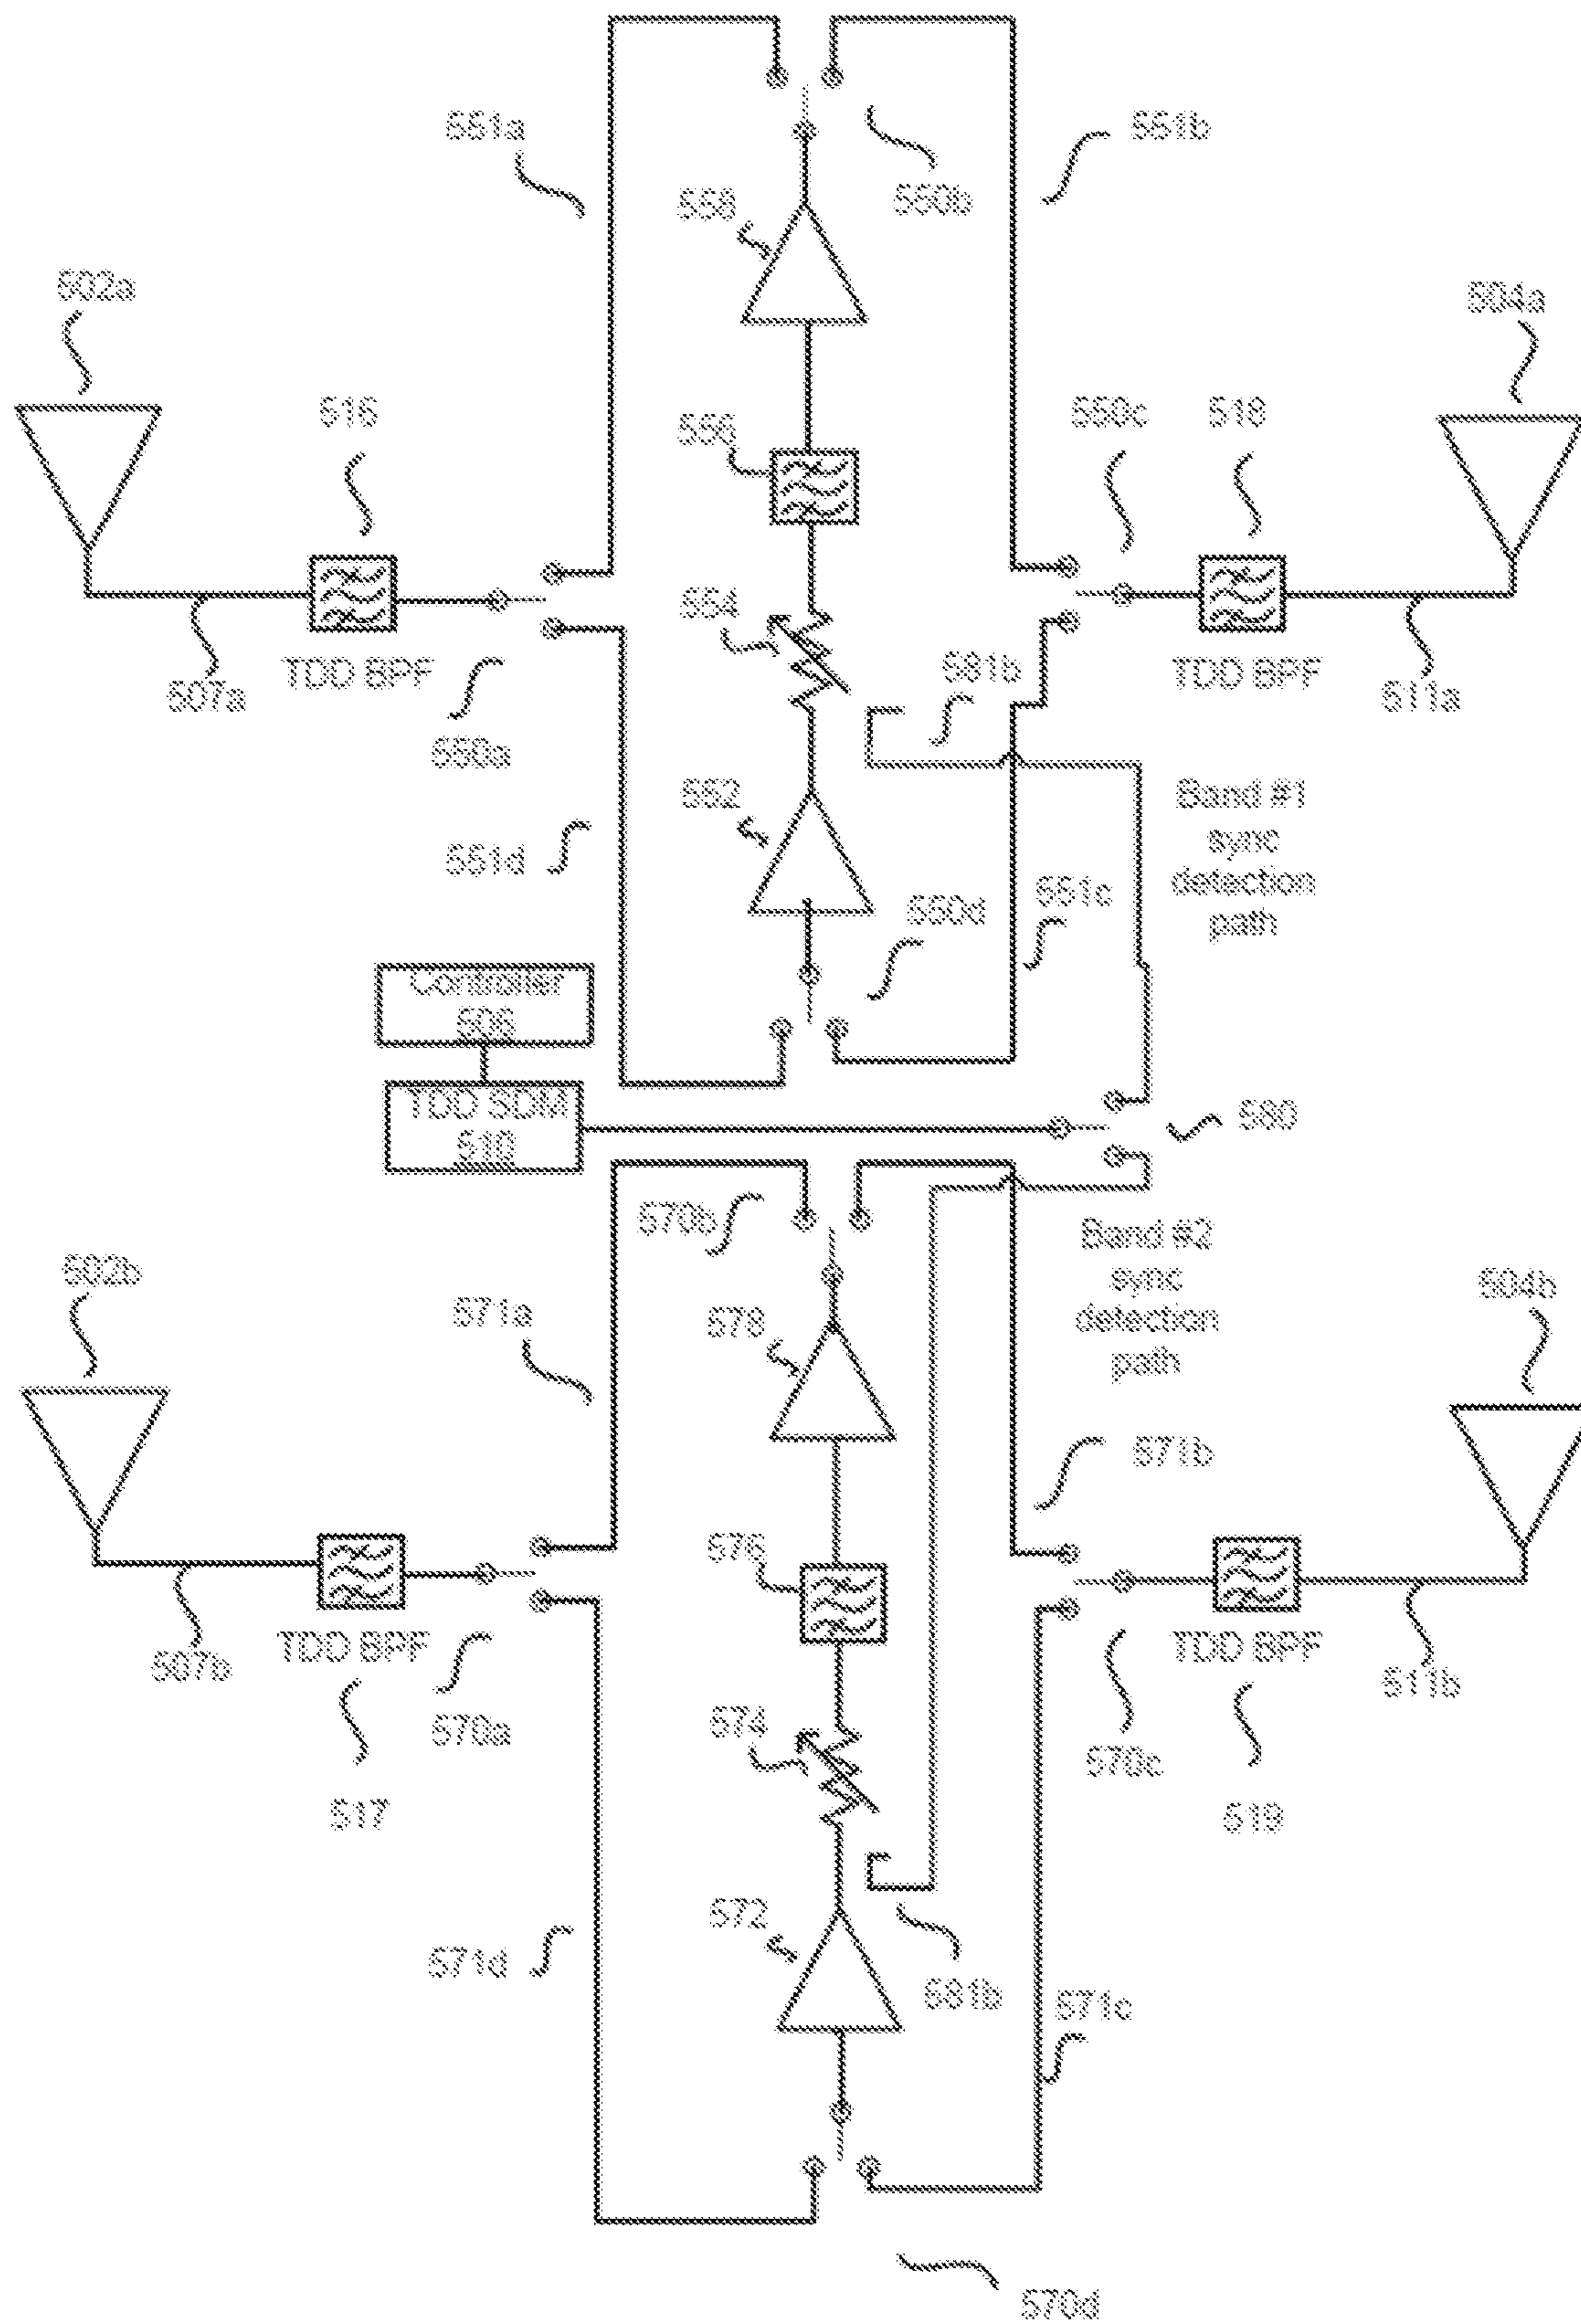 551a
551b
550b
558
502a
504a
516
550c
518
556
554
581b
TDD BPF
TDD BPF
507a
511a
550a
552
Band #1
sync
detection
path
551d
551c
550d
Controller
506
TDD SDM
510
580
570b
Band #2
sync
detection
path
502b
504b
571a
578
571b
576
TDD BPF
TDD BPF
507b
511b
570a
574
570c
517
519
572
571d
581b
571c
570d